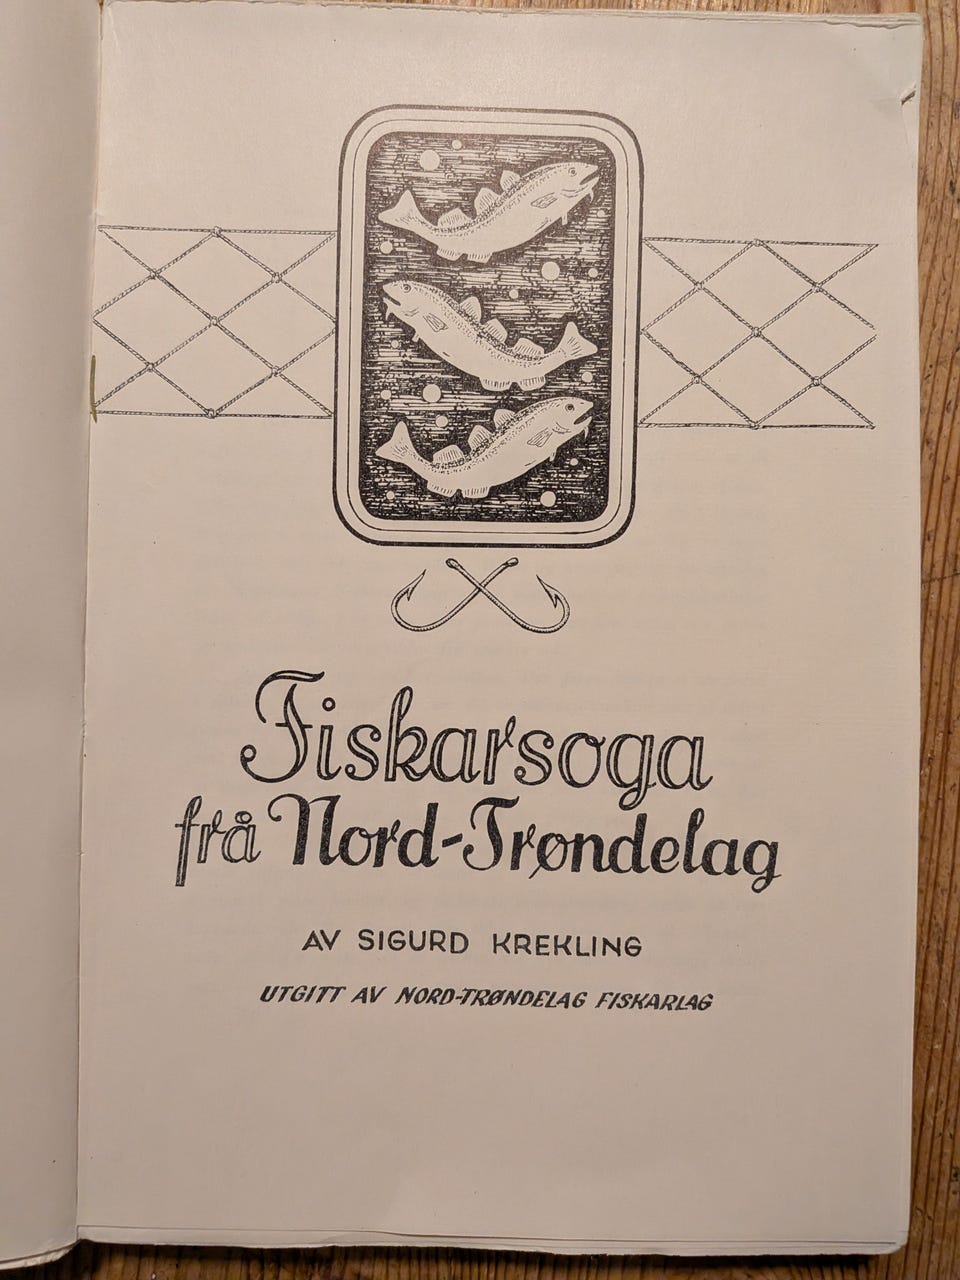 Fiskarsoga
frå Nord-Trøndelag
AV SIGURD KREKLING
UTGITT AV NORD-TRØNDELAG FISKARLAG